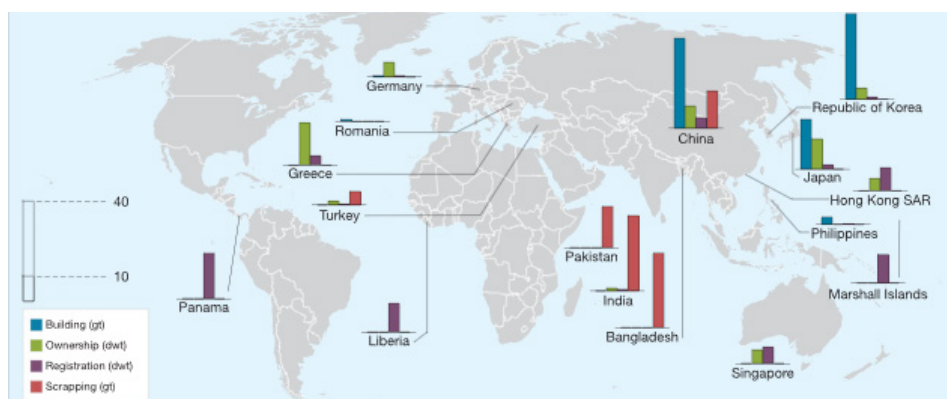 Germany
Romania
Greece
Turkey
China
Republic of Korea
Japan
Hong Kong SAR
Philippines
Marshall Islands
Pakistan
India
Bangladesh
Singapore
Panama
Liberia
40
10
Building (gt)
Ownership (dwt)
Registration (dwt)
Scrapping (gt)